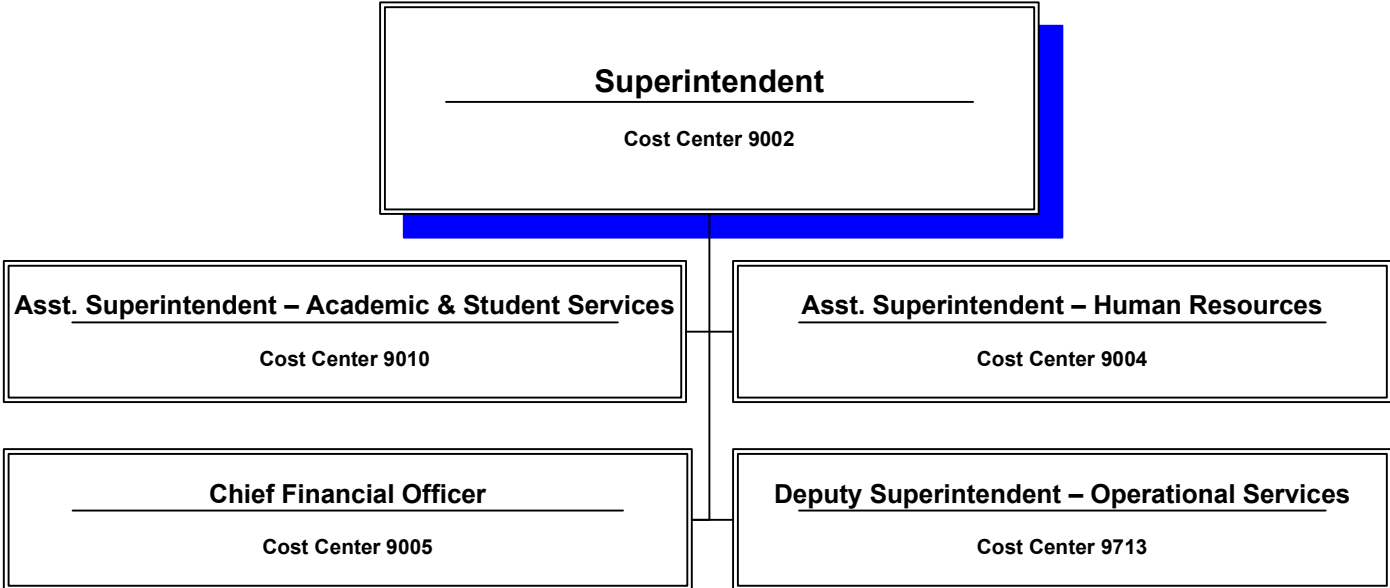 Superintendent
Cost Center 9002
Asst. Superintendent – Academic & Student Services
Cost Center 9010
Asst. Superintendent – Human Resources
Cost Center 9004
Chief Financial Officer
Cost Center 9005
Deputy Superintendent – Operational Services
Cost Center 9713